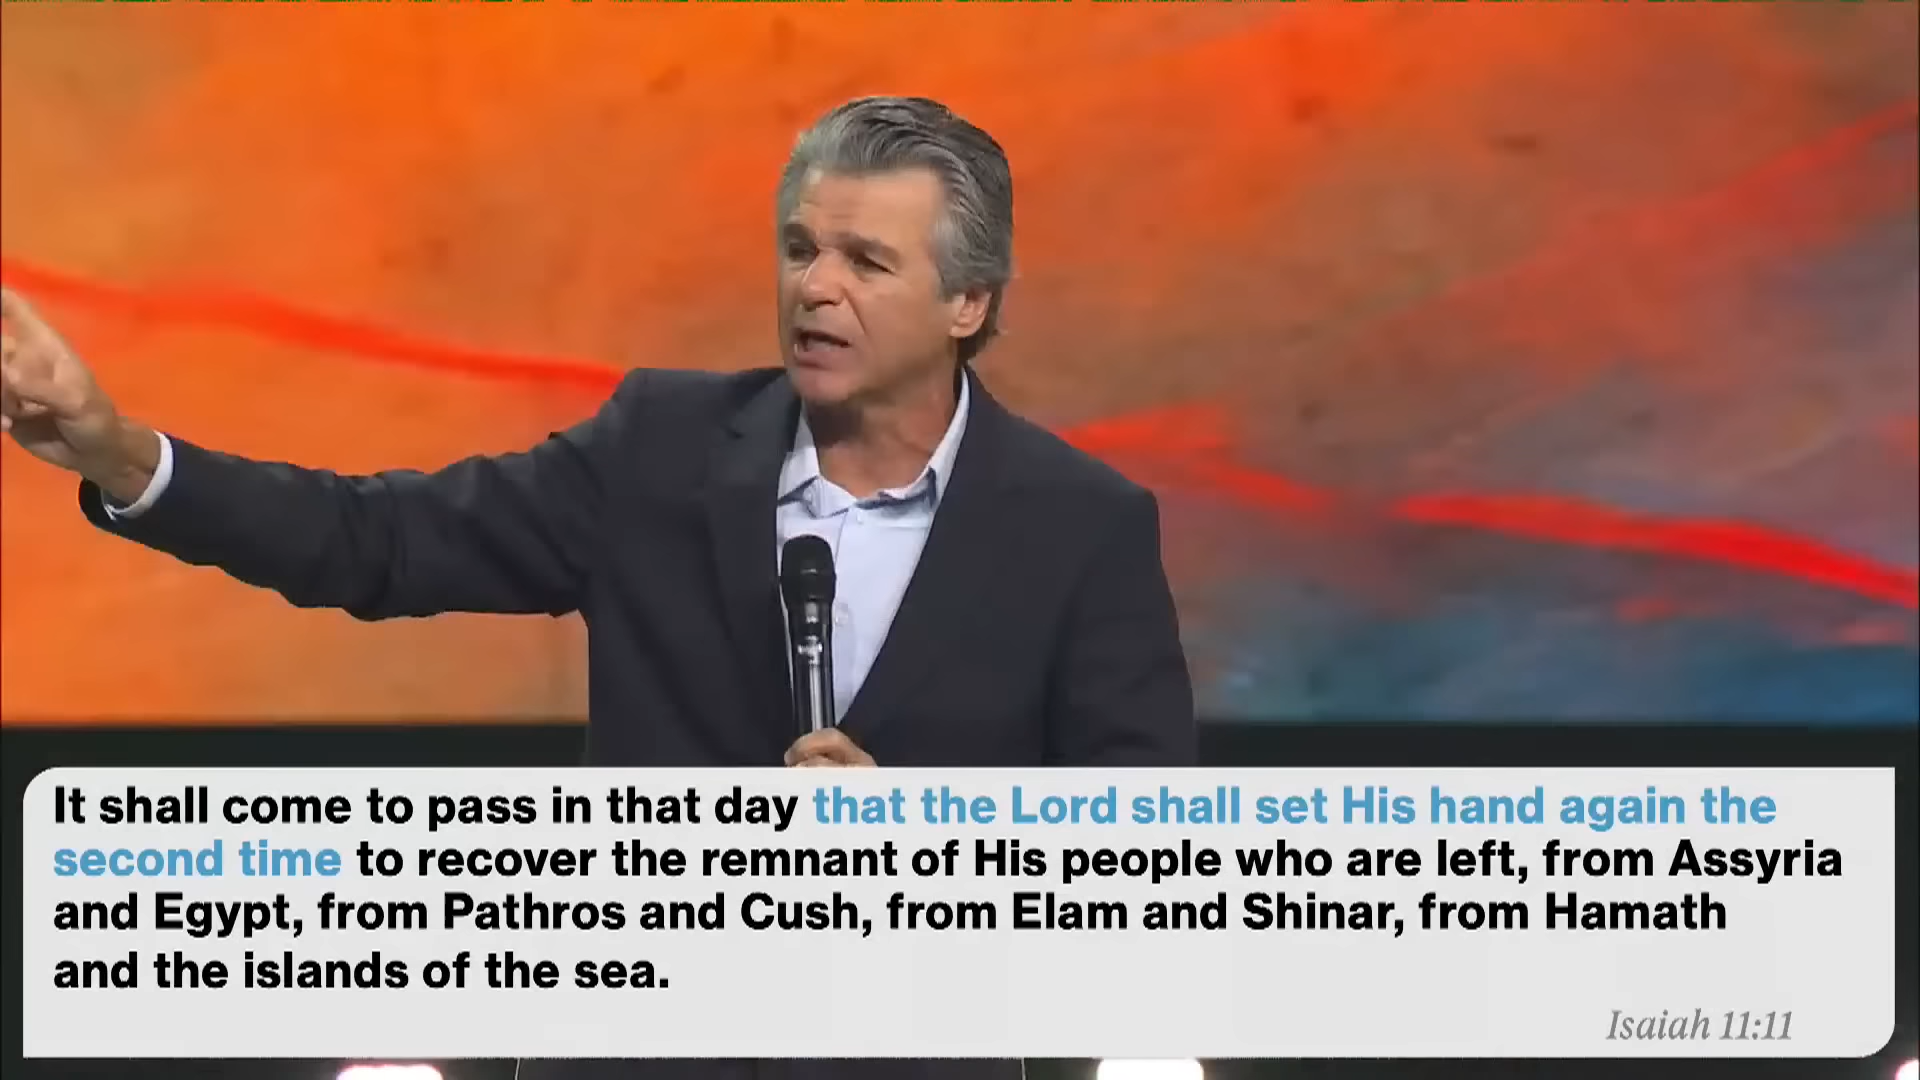 It shall come to pass in that day that the Lord shall set His hand again the
second time to recover the remnant of His people who are left, from Assyria
and Egypt, from Pathros and Cush, from Elam and Shinar, from Hamath
and the islands of the sea.
Isaiah 11:11